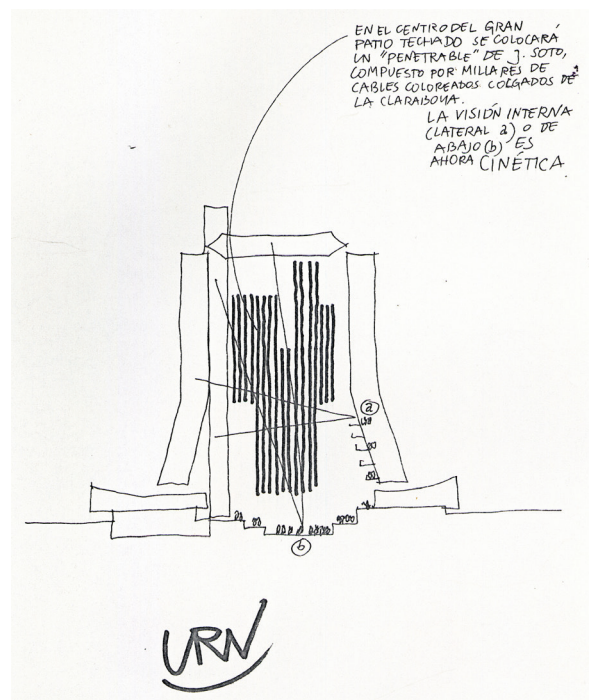 EN EL CENTRO DEL GRAN
PATIO TECHADO SE COLOCARÁ
UN "PENETRABLE" DE J. SOTO,
COMPUESTO POR MILLARES DE
CABLES COLOREADOS COLGADOS DE
LA CLARABOYA.
LA VISIÓN INTERNA
(LATERAL a) O DE
ABAJO (b) ES
AHORA CINÉTICA.
a
b
URN